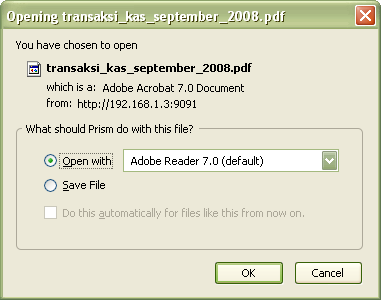 Opening transaksi_kas_september_2008.pdf
You have chosen to open
transaksi_kas_september_2008.pdf
which is a: Adobe Acrobat 7.0 Document
from: http://192.168.1.3:9091
What should Prism do with this file?
Open with Adobe Reader 7.0 (default)
Save File
Do this automatically for files like this from now on.
OK Cancel